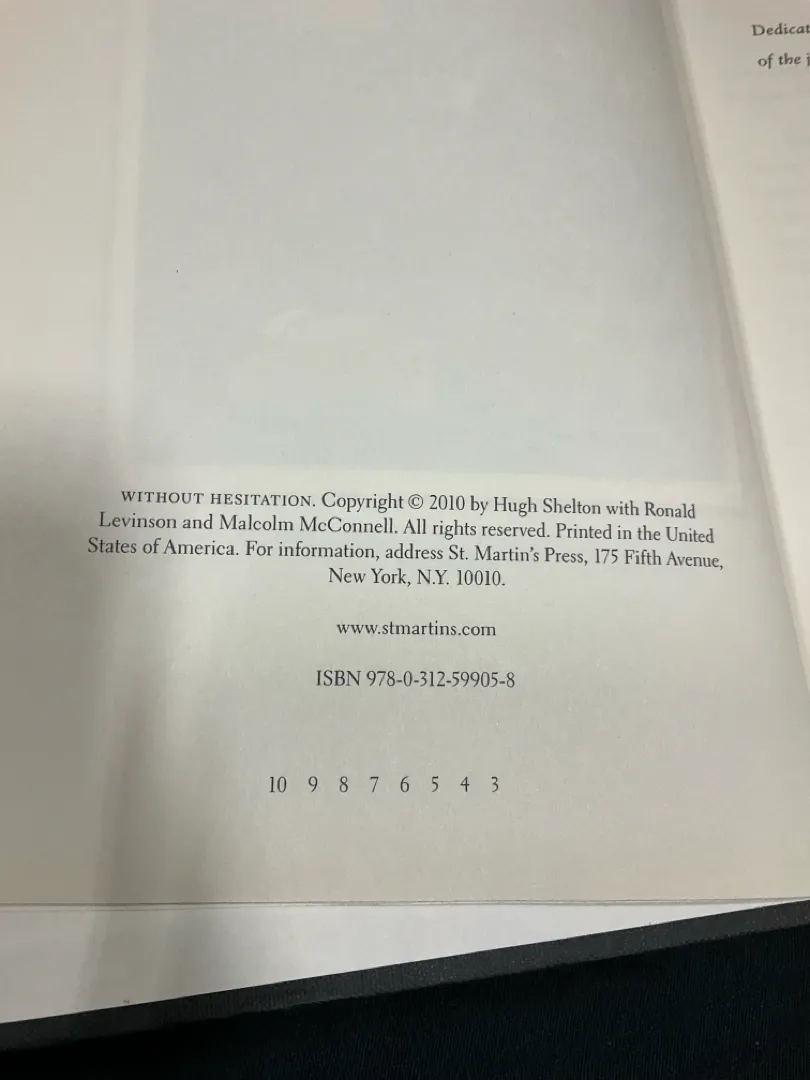 Dedicat
of the j
WITHOUT HESITATION. Copyright © 2010 by Hugh Shelton with Ronald
Levinson and Malcolm McConnell. All rights reserved. Printed in the United
States of America. For information, address St. Martin's Press, 175 Fifth Avenue,
New York, N.Y. 10010.
www.stmartins.com
ISBN 978-0-312-59905-8
10 9 8 7 6 5 4 3